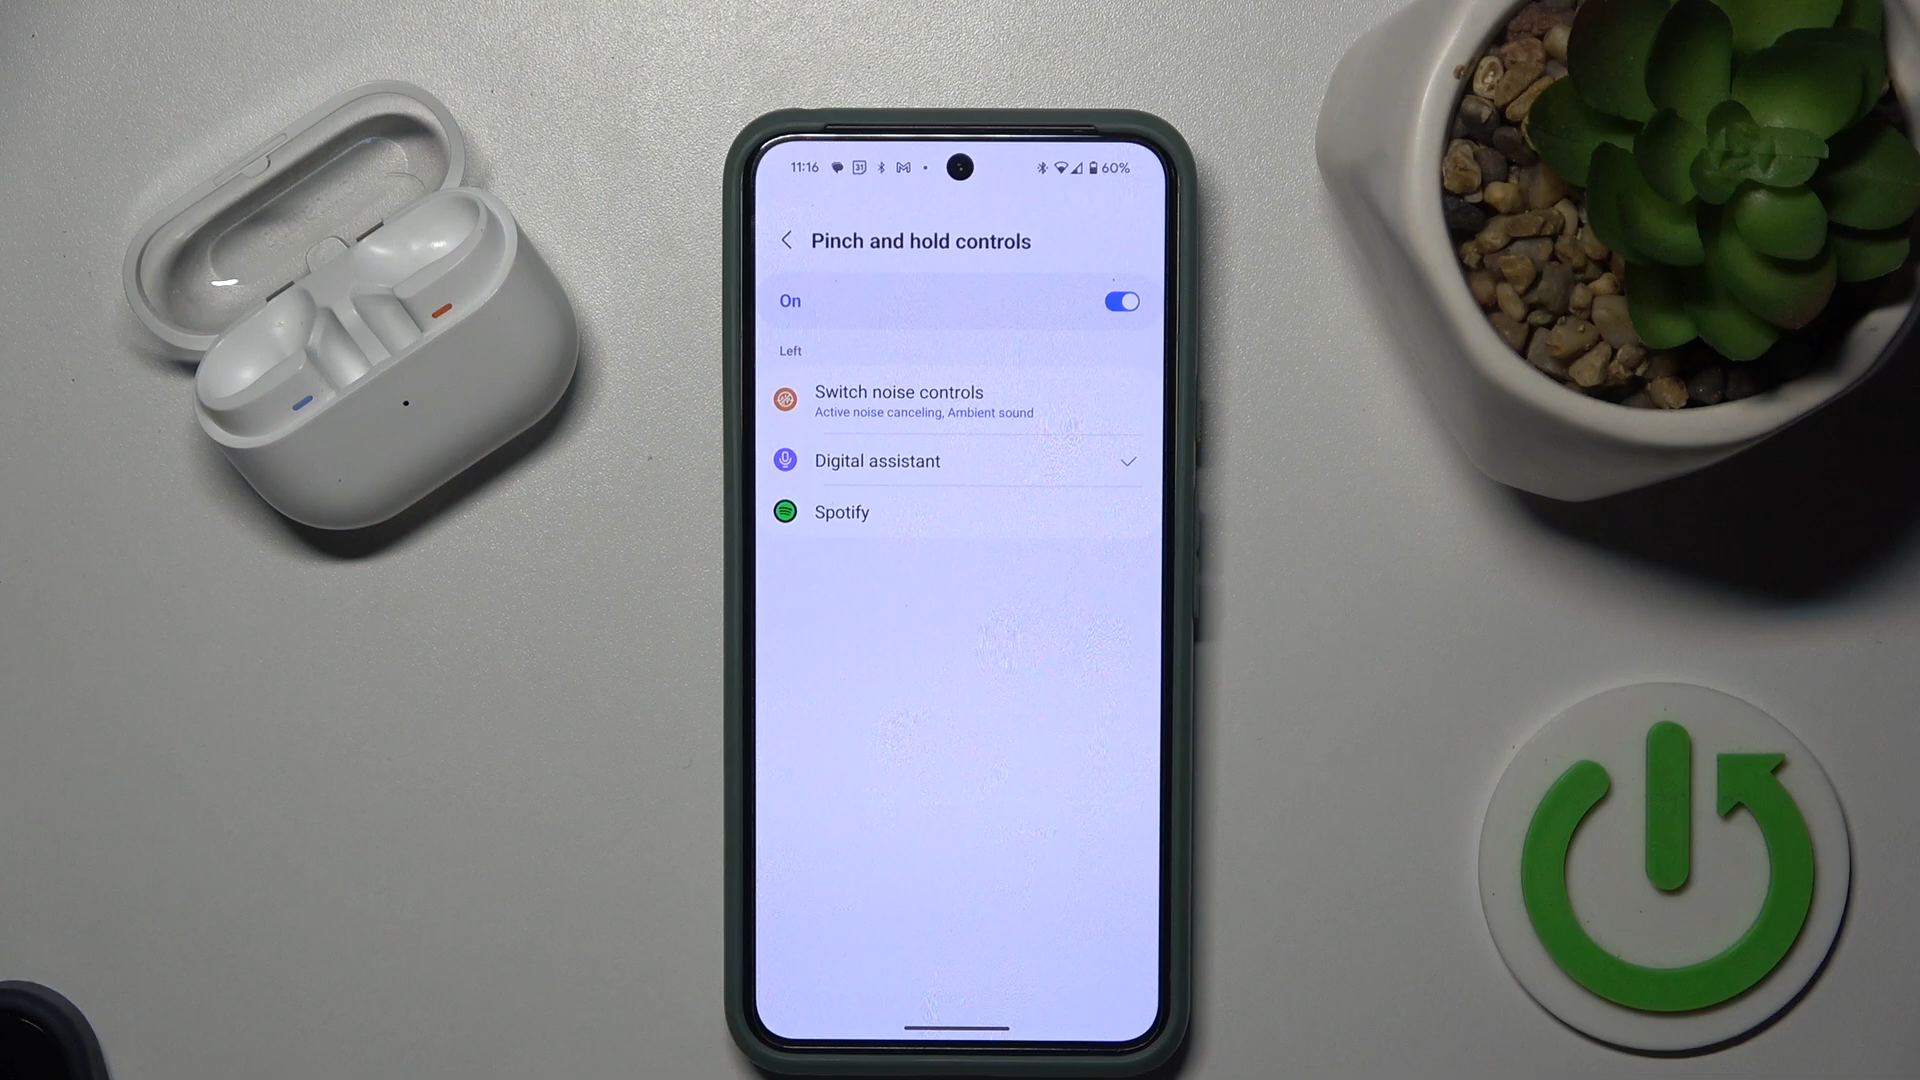 11:16 31 60%
Pinch and hold controls
On
Left
Switch noise controls
Active noise canceling, Ambient sound
Digital assistant
Spotify